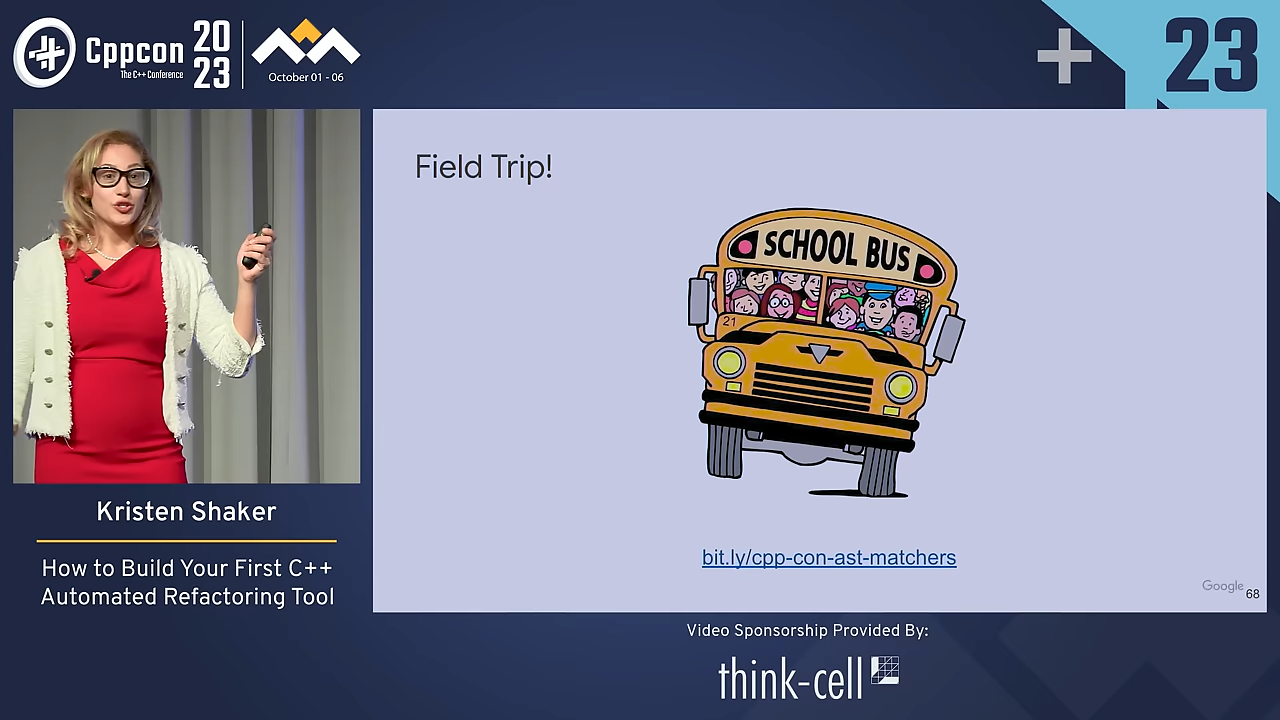 Cppcon
The C++ Conference
20
23
October 01 - 06
23
Field Trip!
SCHOOL BUS
21
bit.ly/cpp-con-ast-matchers
Google
68
Kristen Shaker
How to Build Your First C++
Automated Refactoring Tool
Video Sponsorship Provided By:
think-cell